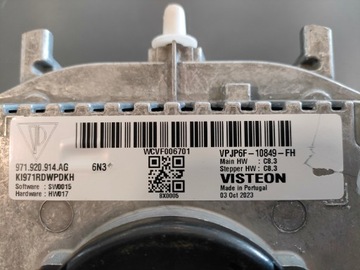 WCVF006701
971.920.914.AG 6N3
KI971RDWPDKH
Software : SW0015
Hardware : HW017
BX0005
VPJP6F-10849-FH
Main HW : C8.3
Stepper HW : C8.3
VISTEON
Made in Portugal
03 Oct 2023